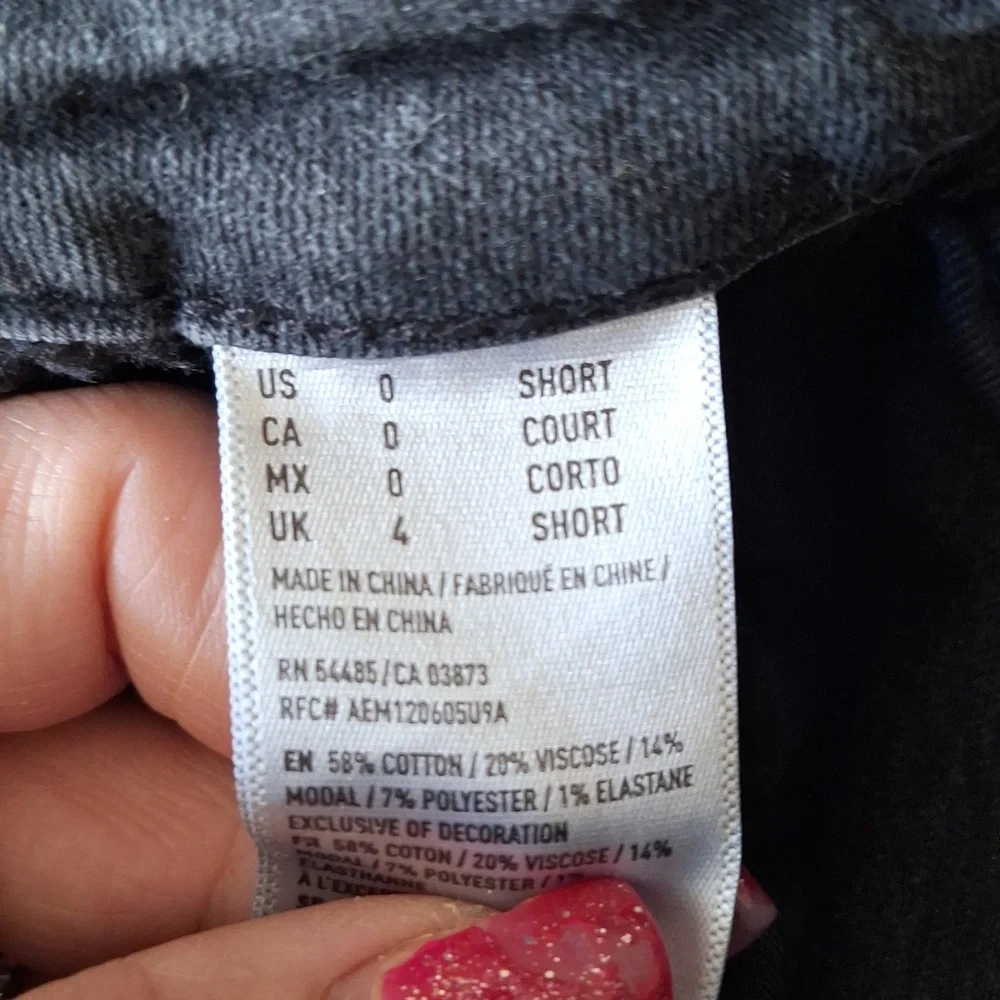 US 0 SHORT
CA 0 COURT
MX 0 CORTO
UK 4 SHORT
MADE IN CHINA / FABRIQUÉ EN CHINE /
HECHO EN CHINA
RN 54485 / CA 03873
RFC# AEM120605U9A
EN 58% COTTON / 20% VISCOSE / 14%
MODAL / 7% POLYESTER / 1% ELASTANE
EXCLUSIVE OF DECORATION
58% COTON / 20% VISCOSE / 14%
MODAL / 7% POLYESTER /
ÉLASTHANNE
À